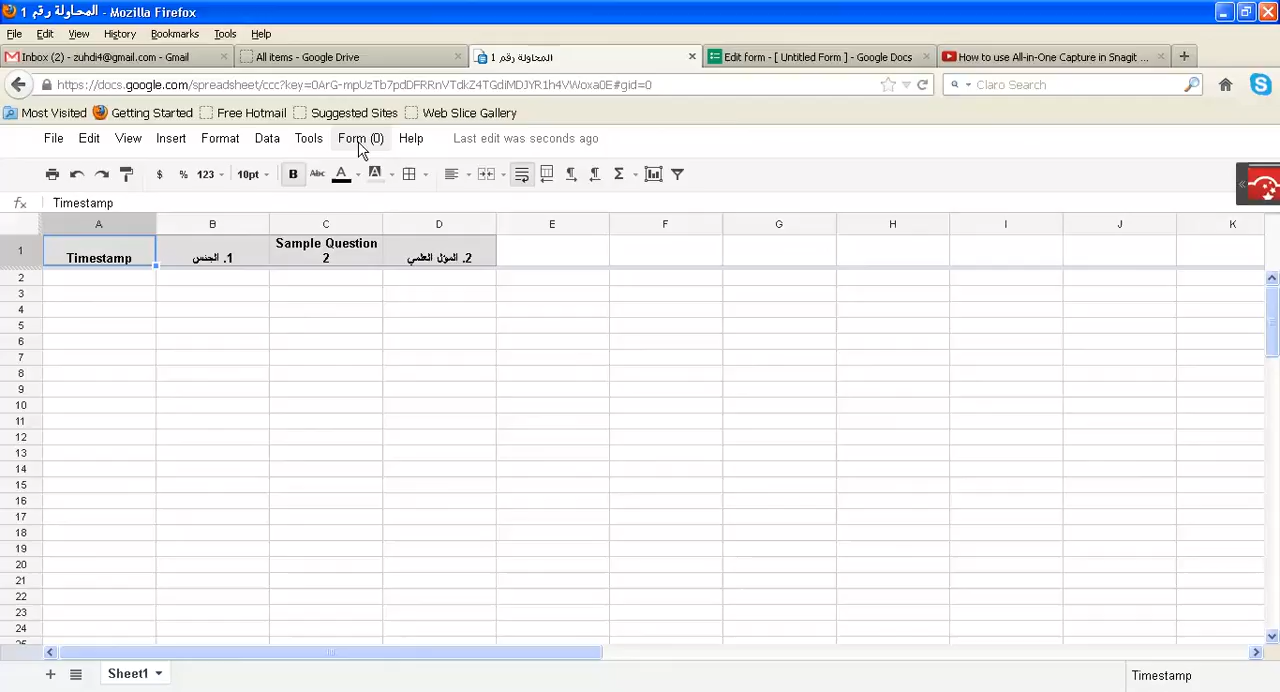 المحاولة رقم 1 - Mozilla Firefox
File Edit View History Bookmarks Tools Help
Inbox (2) - zuhdi4@gmail.com - Gmail
All items - Google Drive
المحاولة رقم 1
Edit form - [ Untitled Form ] - Google Docs
How to use All-in-One Capture in Snagit ...
https://docs.google.com/spreadsheet/ccc?key=0ArG-mpUzTb7pdDFRRnVTdkZ4TGdiMDJYR1h4VWoxa0E#gid=0
Claro Search
Most Visited Getting Started Free Hotmail Suggested Sites Web Slice Gallery
File Edit View Insert Format Data Tools Form (0) Help Last edit was seconds ago
$ % 123 10pt B Abc A A Σ
fx Timestamp
A B C D E F G H I J K
1 Timestamp 1. الجنس Sample Question 2 2. المؤل العلمي
2
3
4
5
6
7
8
9
10
11
12
13
14
15
16
17
18
19
20
21
22
23
24
25
+ Sheet1 Timestamp